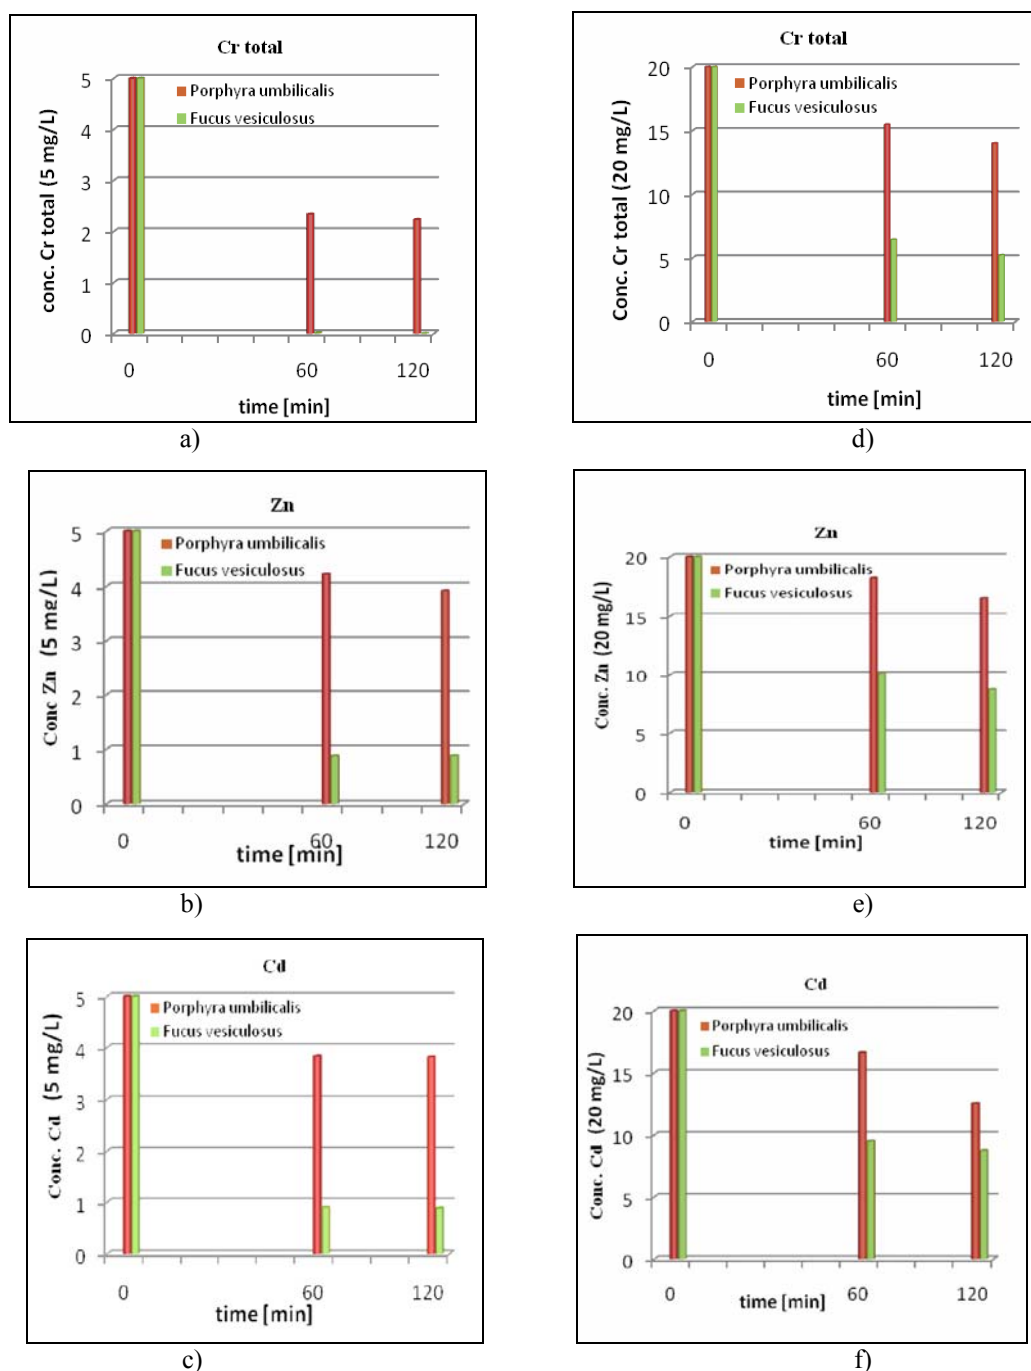 Cr total
Porphyra umbilicalis
Fucus vesiculosus
conc. Cr total (5 mg/L)
5
4
3
2
1
0
0 60 120
time [min]
a)
Cr total
Porphyra umbilicalis
Fucus vesiculosus
Conc. Cr total (20 mg/L)
20
15
10
5
0
0 60 120
time [min]
d)
Zn
Porphyra umbilicalis
Fucus vesiculosus
Conc Zn (5 mg/L)
5
4
3
2
1
0
0 60 120
time [min]
b)
Zn
Porphyra umbilicalis
Fucus vesiculosus
Conc. Zn (20 mg/L)
20
15
10
5
0
0 60 120
time [min]
e)
Cd
Porphyra umbilicalis
Fucus vesiculosus
Conc. Cd (5 mg/L)
5
4
3
2
1
0
0 60 120
time [min]
c)
Cd
Porphyra umbilicalis
Fucus vesiculosus
Conc. Cd (20 mg/L)
20
15
10
5
0
0 60 120
time [min]
f)